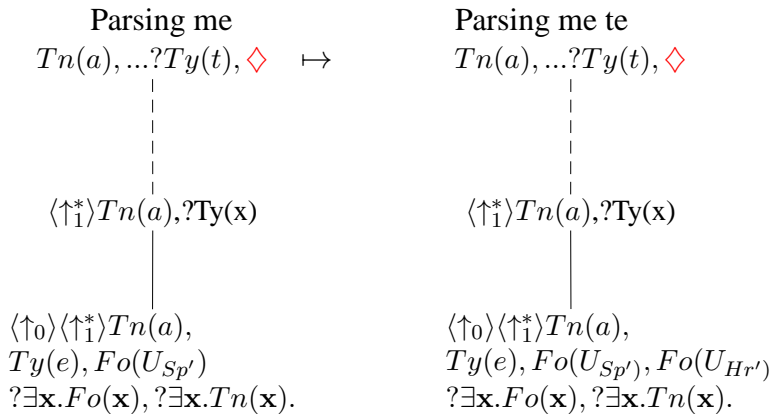 Parsing me
Tn(a), ...?Ty(t), ♢ ↦
⟨↑*₁⟩Tn(a),?Ty(x)
⟨↑₀⟩⟨↑*₁⟩Tn(a),
Ty(e), Fo(U_{Sp′})
?∃x.Fo(x), ?∃x.Tn(x).
Parsing me te
Tn(a), ...?Ty(t), ♢
⟨↑*₁⟩Tn(a),?Ty(x)
⟨↑₀⟩⟨↑*₁⟩Tn(a),
Ty(e), Fo(U_{Sp′}), Fo(U_{Hr′})
?∃x.Fo(x), ?∃x.Tn(x).